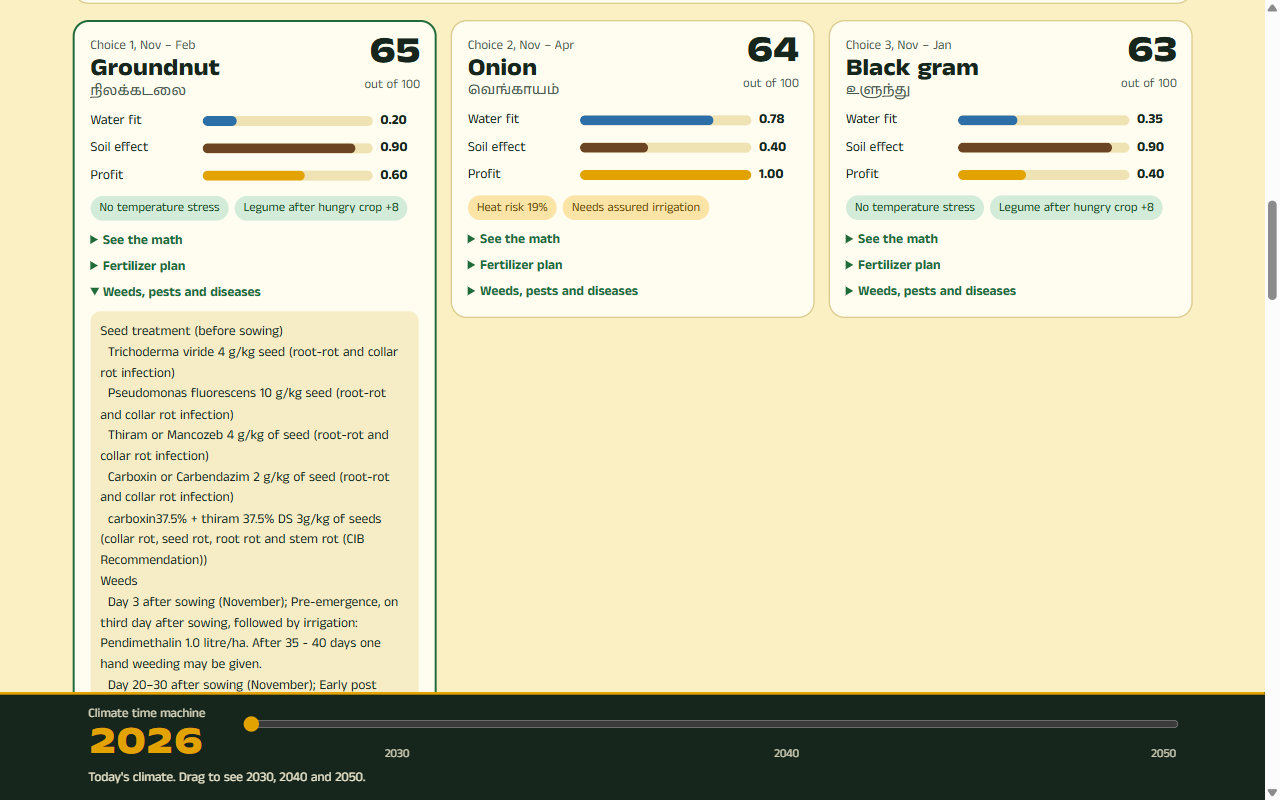 Choice 1, Nov – Feb
65
Groundnut
நிலக்கடலை
out of 100
Water fit
0.20
Soil effect
0.90
Profit
0.60
No temperature stress
Legume after hungry crop +8
▶ See the math
▶ Fertilizer plan
▼ Weeds, pests and diseases
Seed treatment (before sowing)
Trichoderma viride 4 g/kg seed (root-rot and collar
rot infection)
Pseudomonas fluorescens 10 g/kg seed (root-rot
and collar rot infection)
Thiram or Mancozeb 4 g/kg of seed (root-rot and
collar rot infection)
Carboxin or Carbendazim 2 g/kg of seed (root-rot
and collar rot infection)
carboxin37.5% + thiram 37.5% DS 3g/kg of seeds
(collar rot, seed rot, root rot and stem rot (CIB
Recommendation))
Weeds
Day 3 after sowing (November); Pre-emergence, on
third day after sowing, followed by irrigation:
Pendimethalin 1.0 litre/ha. After 35 - 40 days one
hand weeding may be given.
Day 20–30 after sowing (November); Early post
Choice 2, Nov – Apr
64
Onion
வெங்காயம்
out of 100
Water fit
0.78
Soil effect
0.40
Profit
1.00
Heat risk 19%
Needs assured irrigation
▶ See the math
▶ Fertilizer plan
▶ Weeds, pests and diseases
Choice 3, Nov – Jan
63
Black gram
உளுந்து
out of 100
Water fit
0.35
Soil effect
0.90
Profit
0.40
No temperature stress
Legume after hungry crop +8
▶ See the math
▶ Fertilizer plan
▶ Weeds, pests and diseases
Climate time machine
2026
2030
2040
2050
Today's climate. Drag to see 2030, 2040 and 2050.